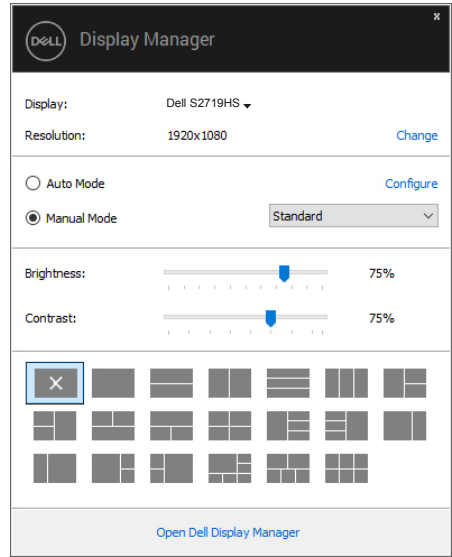 x
DELL Display Manager
Display: Dell S2719HS
Resolution: 1920x1080 Change
Auto Mode Configure
Manual Mode Standard
Brightness: 75%
Contrast: 75%
Open Dell Display Manager